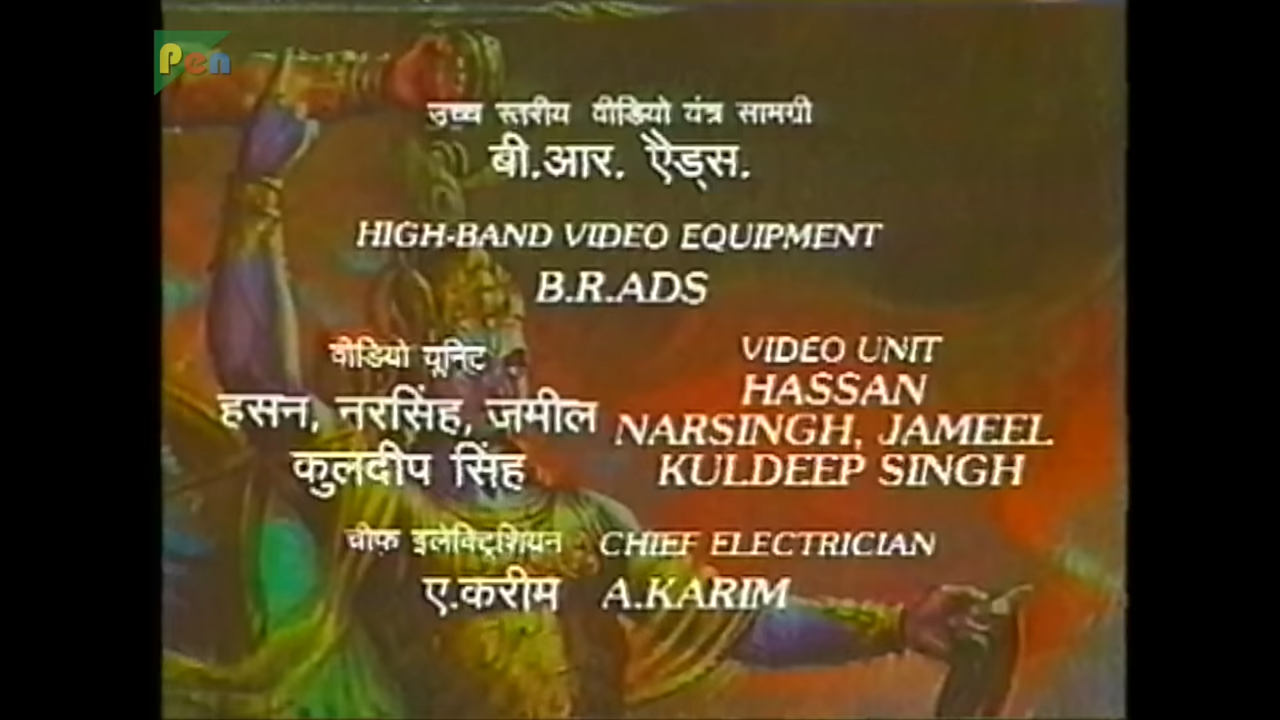 Pen
उच्च स्तरीय वीडियो यंत्र सामग्री
बी.आर. ऐड्स.
HIGH-BAND VIDEO EQUIPMENT
B.R.ADS
वीडियो यूनिट
हसन, नरसिंह, जमील
कुलदीप सिंह
VIDEO UNIT
HASSAN
NARSINGH, JAMEEL
KULDEEP SINGH
चीफ़ इलेक्ट्रिशियन
ए.करीम
CHIEF ELECTRICIAN
A.KARIM